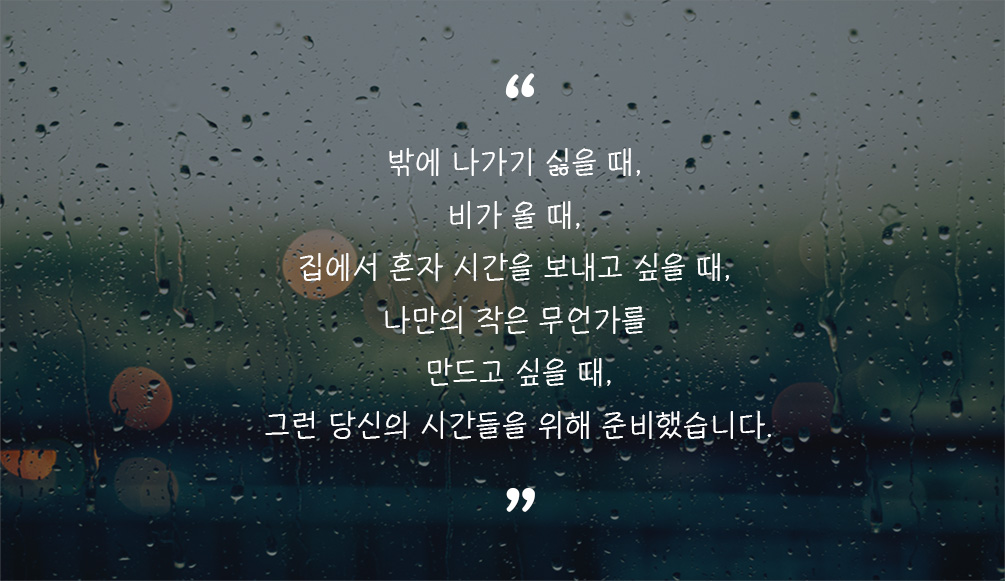 “
밖에 나가기 싫을 때,
비가 올 때,
집에서 혼자 시간을 보내고 싶을 때,
나만의 작은 무언가를
만드고 싶을 때,
그런 당신의 시간들을 위해 준비했습니다.
”